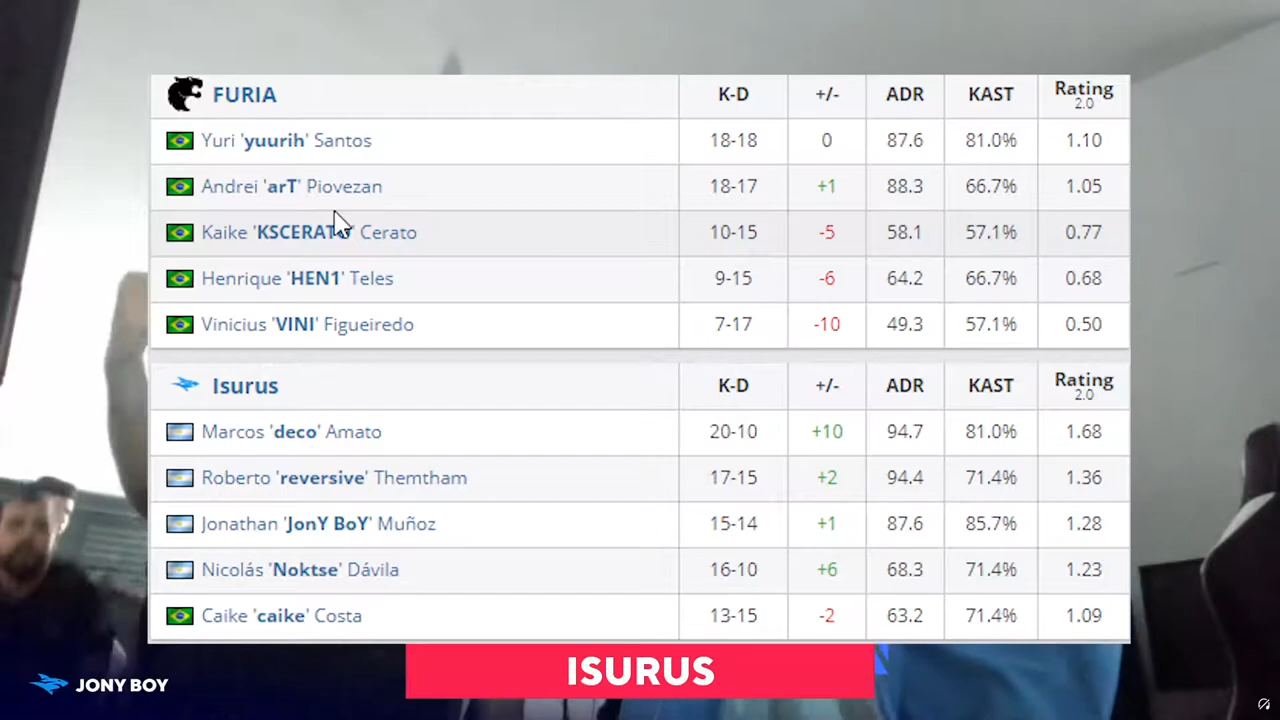 FURIA K-D +/- ADR KAST Rating 2.0
Yuri 'yuurih' Santos 18-18 0 87.6 81.0% 1.10
Andrei 'arT' Piovezan 18-17 +1 88.3 66.7% 1.05
Kaike 'KSCERATO' Cerato 10-15 -5 58.1 57.1% 0.77
Henrique 'HEN1' Teles 9-15 -6 64.2 66.7% 0.68
Vinicius 'VINI' Figueiredo 7-17 -10 49.3 57.1% 0.50
Isurus K-D +/- ADR KAST Rating 2.0
Marcos 'deco' Amato 20-10 +10 94.7 81.0% 1.68
Roberto 'reversive' Themtham 17-15 +2 94.4 71.4% 1.36
Jonathan 'JonY BoY' Muñoz 15-14 +1 87.6 85.7% 1.28
Nicolás 'Noktse' Dávila 16-10 +6 68.3 71.4% 1.23
Caike 'caike' Costa 13-15 -2 63.2 71.4% 1.09
ISURUS
JONY BOY